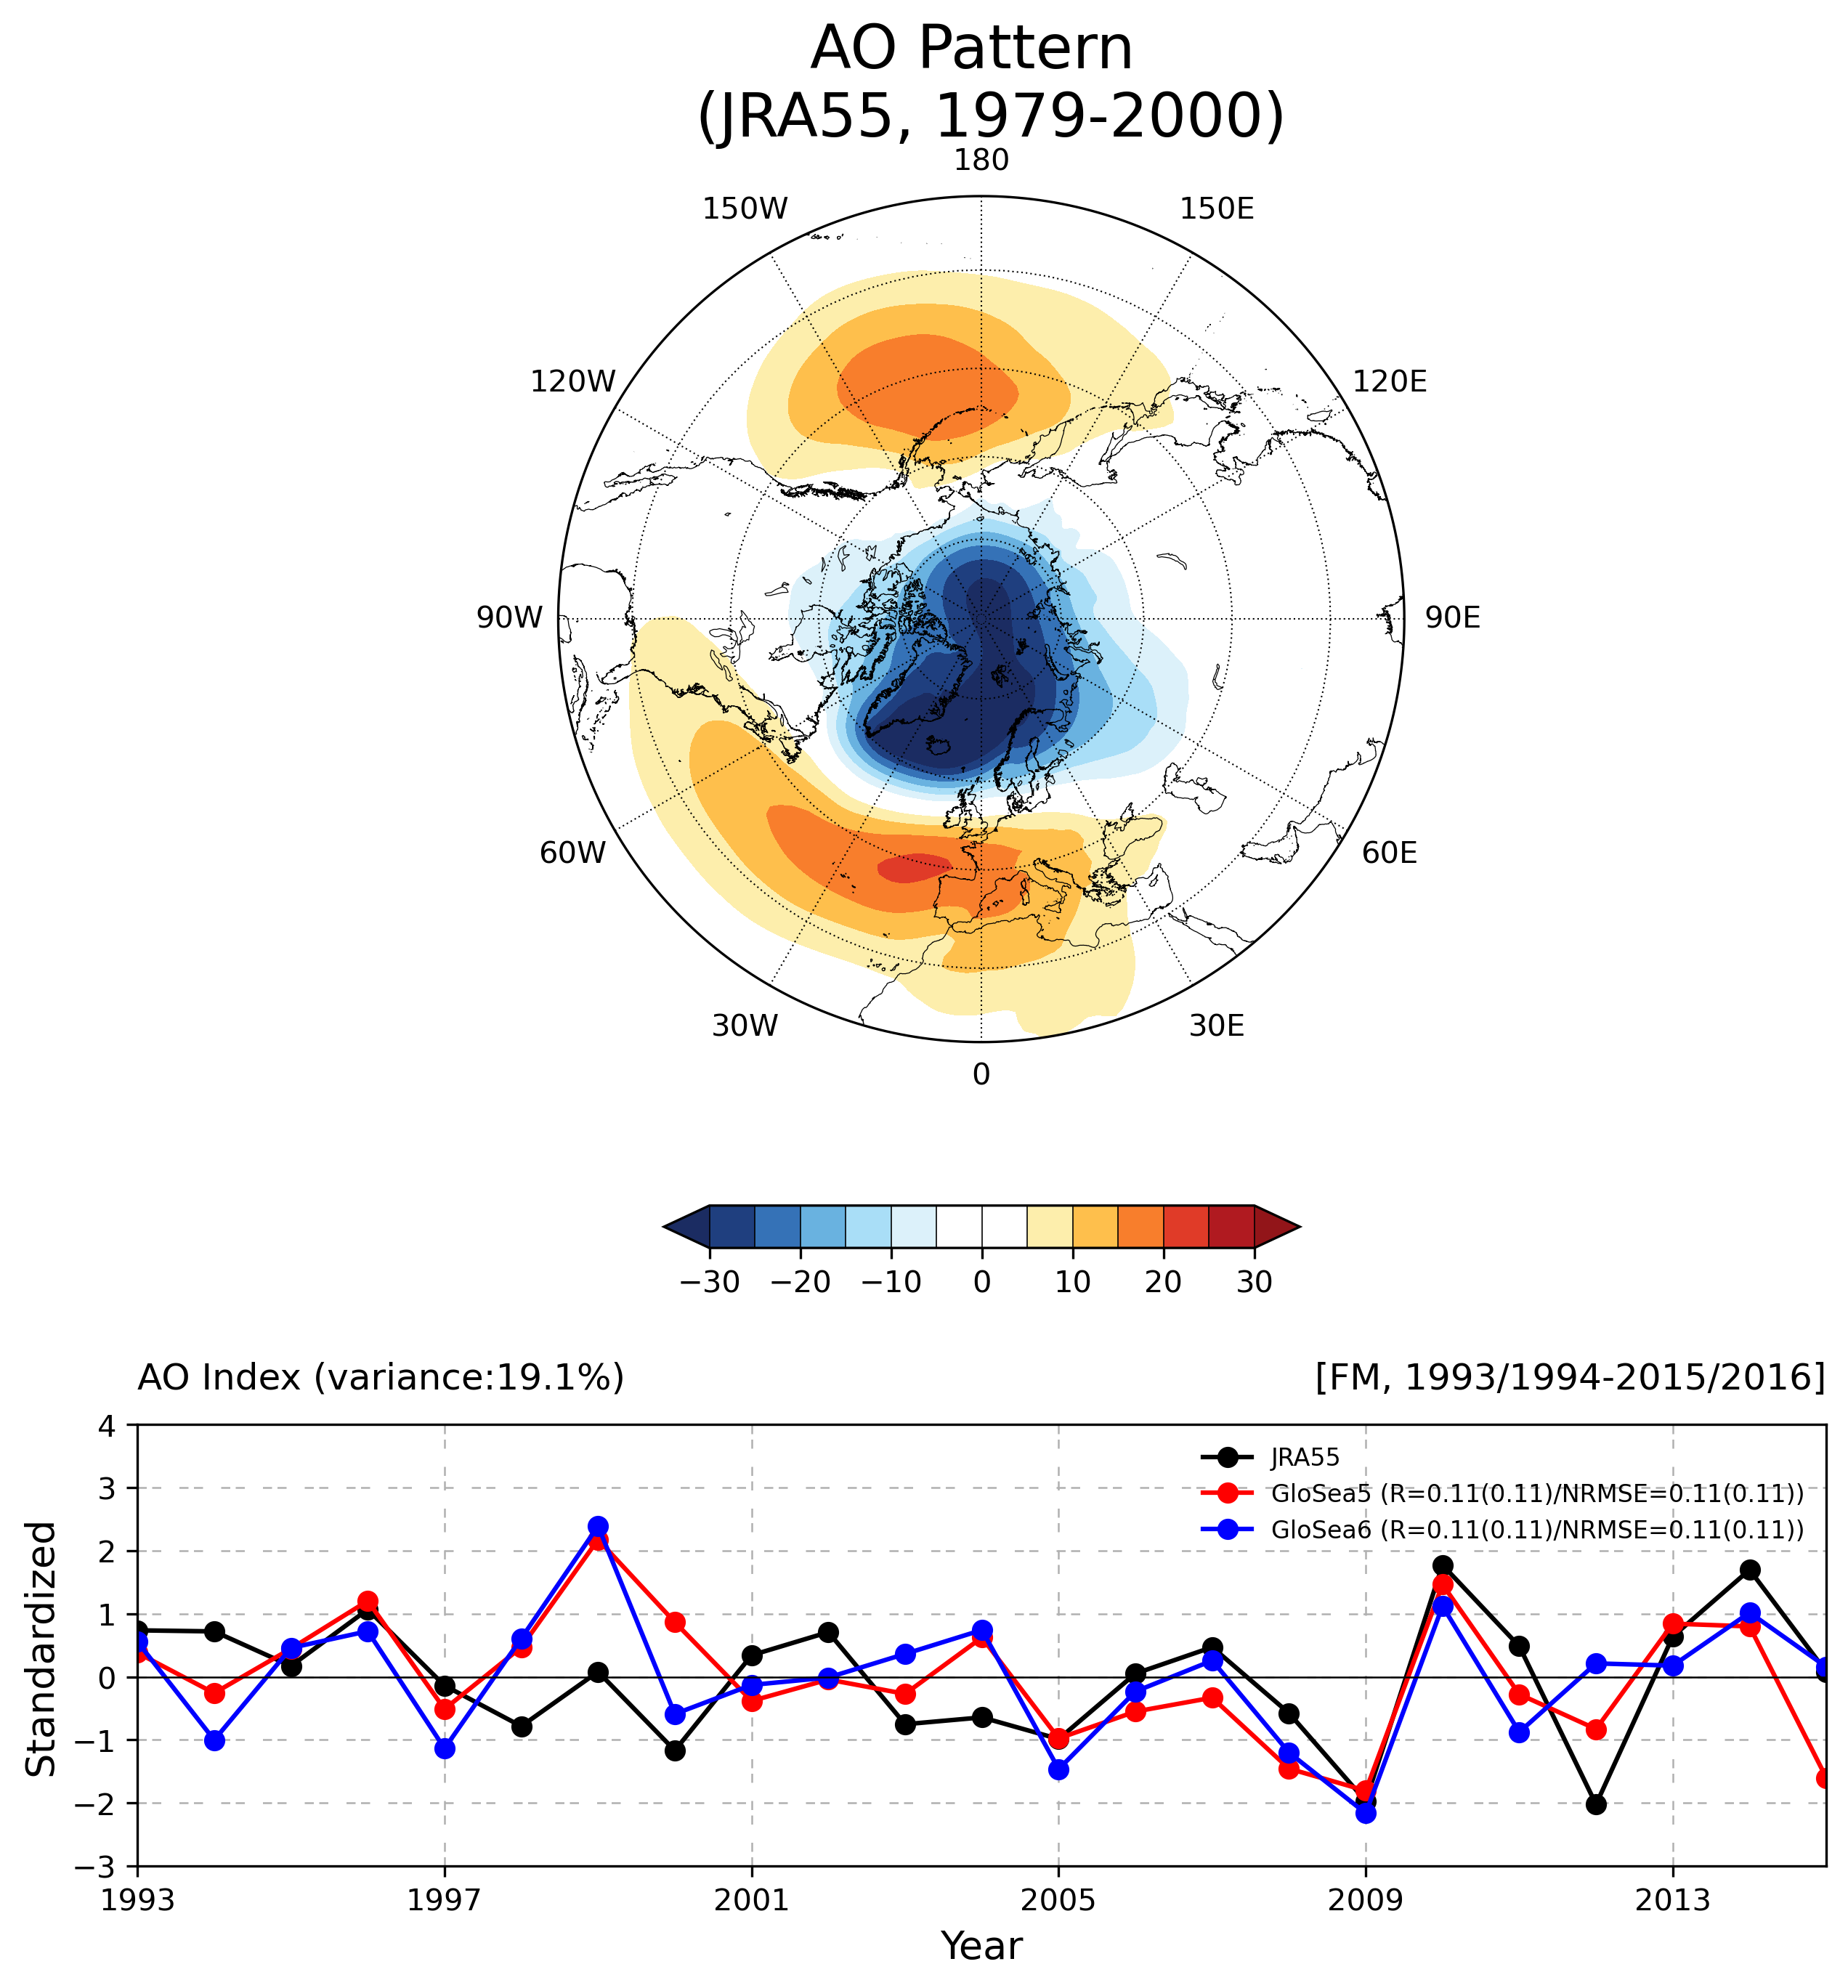 AO Pattern
(JRA55, 1979-2000)
180
150W
150E
120W
120E
90W
90E
60W
60E
30W
30E
0
−30 −20 −10 0 10 20 30
AO Index (variance:19.1%)
[FM, 1993/1994-2015/2016]
4
3
2
1
0
−1
−2
−3
Standardized
JRA55
GloSea5 (R=0.11(0.11)/NRMSE=0.11(0.11))
GloSea6 (R=0.11(0.11)/NRMSE=0.11(0.11))
1993 1997 2001 2005 2009 2013
Year